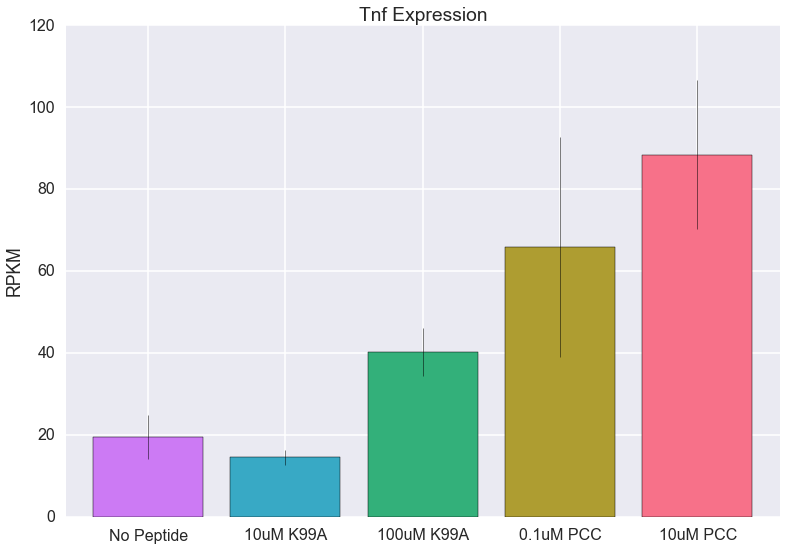 Tnf Expression
RPKM
120
100
80
60
40
20
0
No Peptide
10uM K99A
100uM K99A
0.1uM PCC
10uM PCC